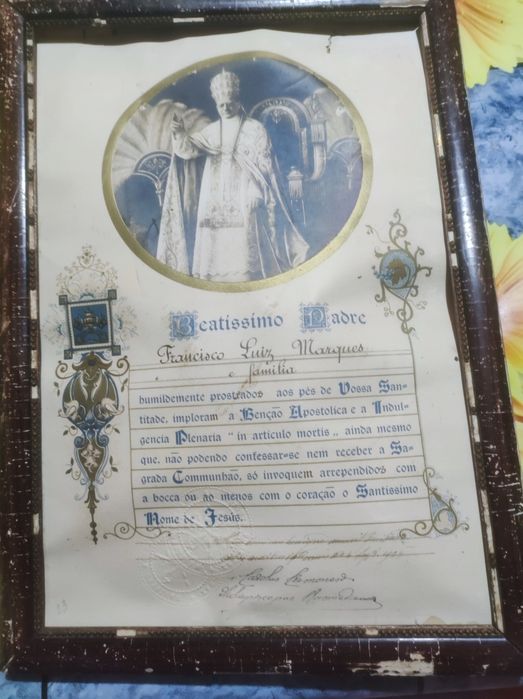 Beatissimo Padre
Francisco Luiz Marques
e familia
humildemente prostrados aos pés de Vossa San-
titade, imploram a Benção Apostolica e a Indul-
gencia Plenaria "in articulo mortis", ainda mesmo
que, não podendo confessar-se nem receber a Sa-
grada Communhão, só invoquem arrependidos com
a bocca ou ao menos com o coração o Santissimo
Nome de Jesús.